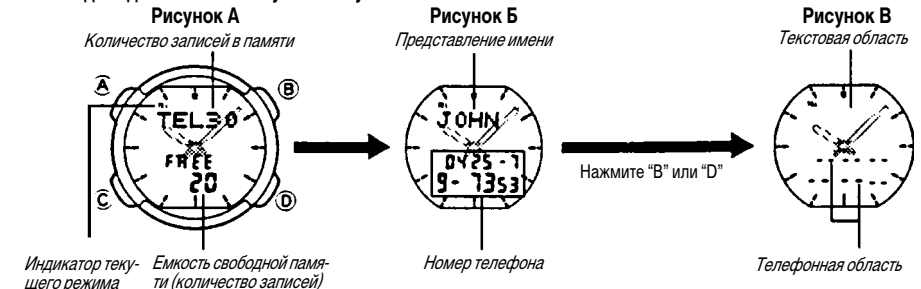 Рисунок А
Количество записей в памяти
Рисунок Б
Представление имени
Рисунок В
Текстовая область
A
B
TEL30
FREE
20
C
D
JOHN
0425-7
9-7353
Нажмите “B” или “D”
Индикатор теку-
щего режима
Емкость свободной памя-
ти (количество записей)
Номер телефона
Телефонная область